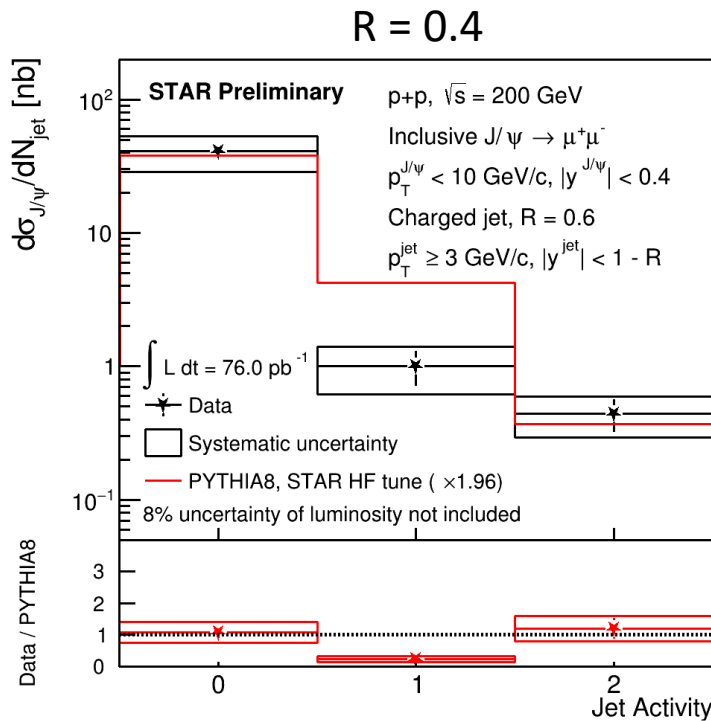 R = 0.4
dσ_{J/ψ}/dN_{jet} [nb]
STAR Preliminary
p+p, √s = 200 GeV
Inclusive J/ψ → μ⁺μ⁻
p_T^{J/ψ} < 10 GeV/c, |y^{J/ψ}| < 0.4
Charged jet, R = 0.6
p_T^{jet} ≥ 3 GeV/c, |y^{jet}| < 1 - R
10²
10
1
10⁻¹
∫ L dt = 76.0 pb⁻¹
Data
Systematic uncertainty
PYTHIA8, STAR HF tune ( ×1.96)
8% uncertainty of luminosity not included
Data / PYTHIA8
3
2
1
0
0 1 2
Jet Activity